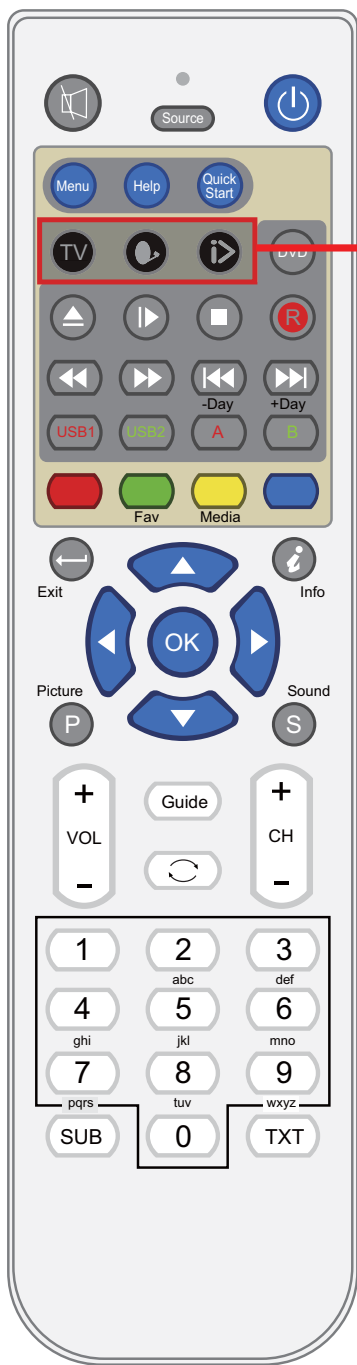 Source
Menu Help Quick Start
TV DVD
R
-Day +Day
USB1 USB2 A B
Fav Media
Exit Info
OK
Picture Sound
P S
+ Guide +
VOL CH
- -
1 2 3
abc def
4 5 6
ghi jkl mno
7 8 9
pqrs tuv wxyz
SUB 0 TXT